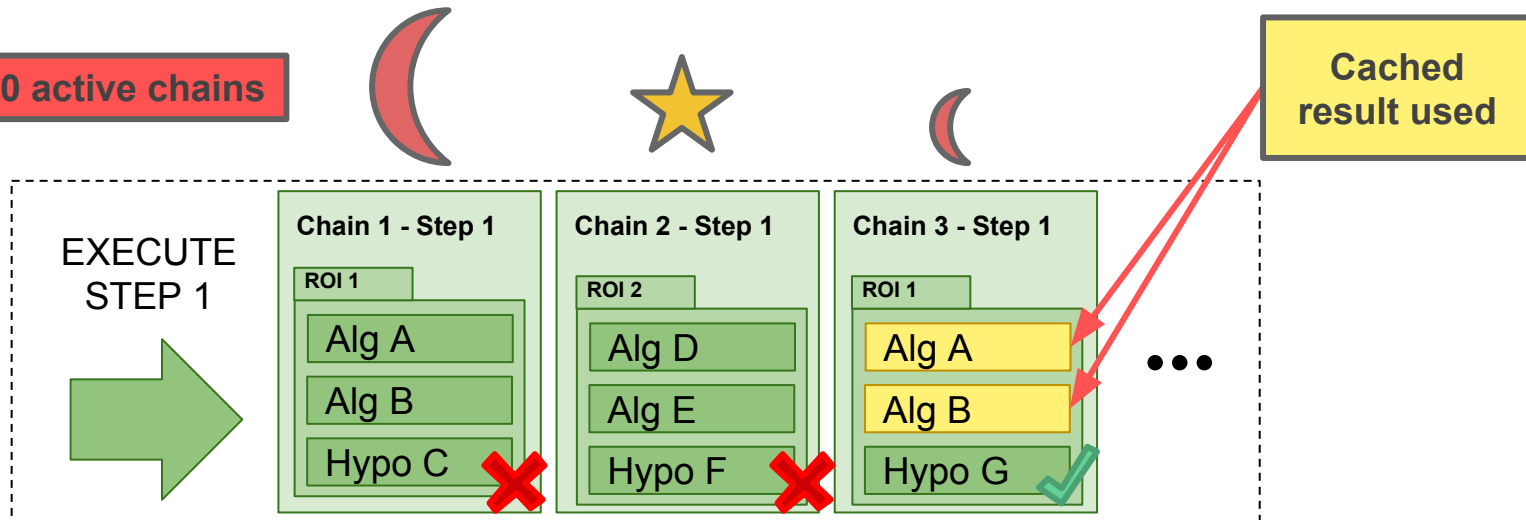 0 active chains
Cached
result used
EXECUTE
STEP 1
Chain 1 - Step 1
ROI 1
Alg A
Alg B
Hypo C
Chain 2 - Step 1
ROI 2
Alg D
Alg E
Hypo F
Chain 3 - Step 1
ROI 1
Alg A
Alg B
Hypo G
•••